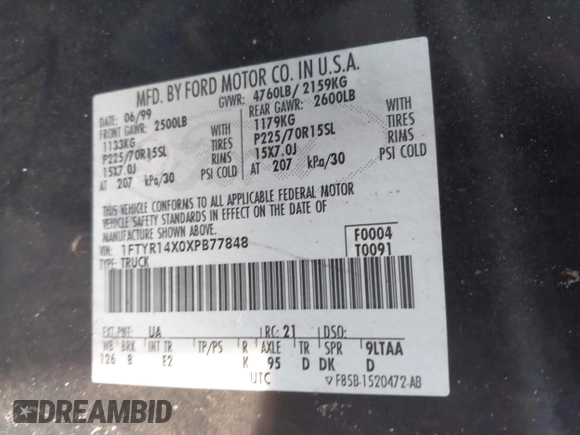 MFD. BY FORD MOTOR CO. IN U.S.A.
DATE: 06/99 GVWR: 4760LB/ 2159KG
FRONT GAWR: 2500LB REAR GAWR: 2600LB
1133KG WITH 1179KG WITH
P225/70R15SL TIRES P225/70R15SL TIRES
15X7.0J RIMS 15X7.0J RIMS
AT 207 kPa/30 PSI COLD AT 207 kPa/30 PSI COLD
THIS VEHICLE CONFORMS TO ALL APPLICABLE FEDERAL MOTOR
VEHICLE SAFETY STANDARDS IN EFFECT ON THE DATE OF
MANUFACTURE SHOWN ABOVE.
VIN: 1FTYR14X0XPB77848 F0004
TYPE: TRUCK T0091
EXT PNT: UA RC: 21 DSO:
WB BRK INT TR TP/PS R AXLE TR SPR 9LTAA
126 B E2 K 95 D DK D
UTC ▽ F85B-1520472-AB
DREAMBID